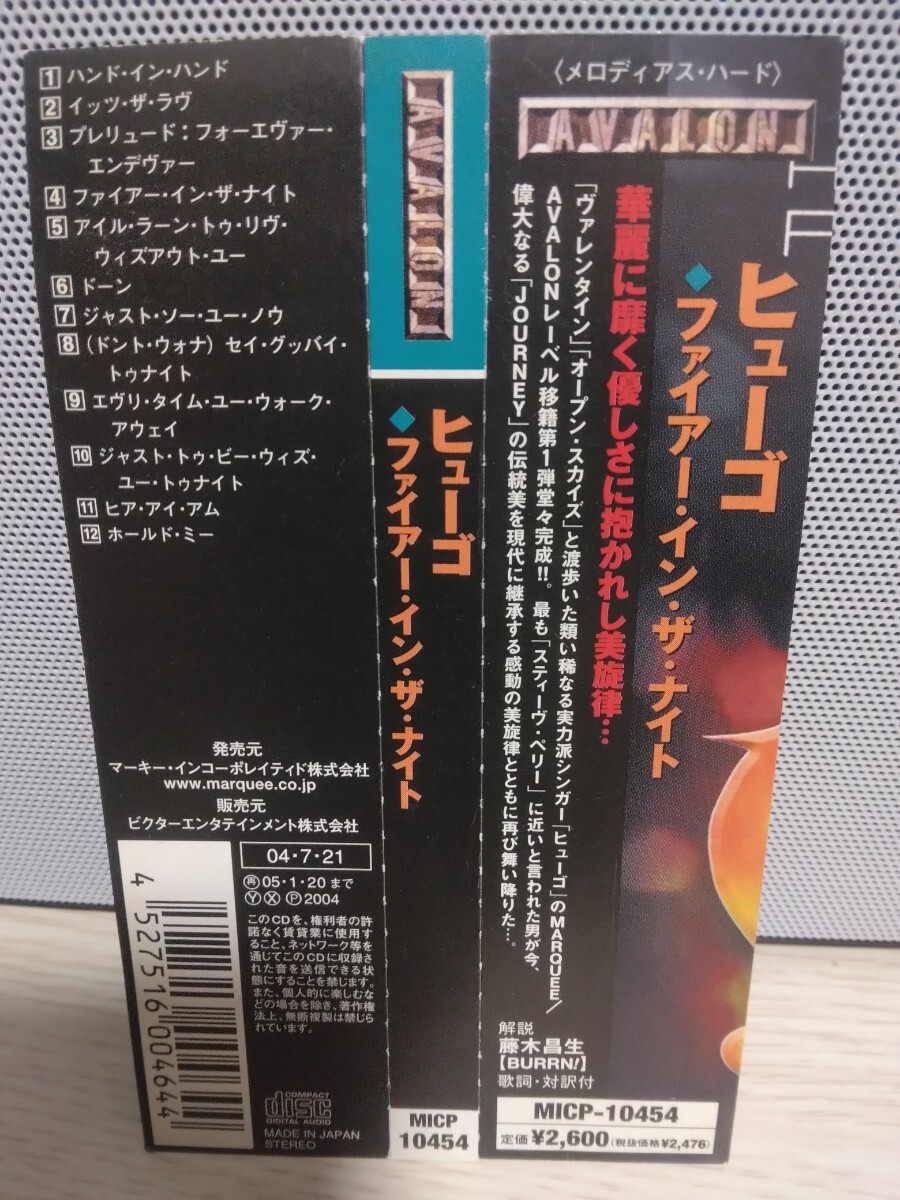 1 ハンド・イン・ハンド
2 イッツ・ザ・ラヴ
3 プレリュード：フォーエヴァー・
エンデヴァー
4 ファイアー・イン・ザ・ナイト
5 アイル・ラーン・トゥ・リヴ・
ウィズアウト・ユー
6 ドーン
7 ジャスト・ソー・ユー・ノウ
8 （ドント・ウォナ）セイ・グッバイ・
トゥナイト
9 エヴリ・タイム・ユー・ウォーク・
アウェイ
10 ジャスト・トゥ・ビー・ウィズ・
ユー・トゥナイト
11 ヒア・アイ・アム
12 ホールド・ミー
発売元
マーキー・インコーポレイティド株式会社
www.marquee.co.jp
販売元
ビクターエンタテインメント株式会社
4 527516 004644
04・7・21
再05・1・20まで
Ⓨ Ⓧ Ⓟ 2004
このCDを、権利者の許
諾なく賃貸業に使用す
ること、ネットワーク等を
通じてこのCDに収録さ
れた音を送信できる状
態にすることを禁じます。
また、個人的に楽しむな
どの場合を除き、著作権
法上、無断複製は禁じら
れています。
COMPACT
disc
DIGITAL AUDIO
MADE IN JAPAN
STEREO
AVALON
ヒューゴ
◆ファイアー・イン・ザ・ナイト
MICP
10454
〈メロディアス・ハード〉
AVALON
ヒューゴ
◆ファイアー・イン・ザ・ナイト
華麗に靡く優しさに抱かれし美旋律…
「ヴァレンタイン」「オープン・スカイズ」と渡歩いた類い稀なる実力派シンガー「ヒューゴ」のMARQUEE/
AVALONレーベル移籍第1弾堂々完成!!。最も「スティーヴ・ペリー」に近いと言われた男が今、
偉大なる「JOURNEY」の伝統美を現代に継承する感動の美旋律とともに再び舞い降りた…。
解説
藤木昌生
【BURRN!】
歌詞・対訳付
MICP-10454
定価¥2,600(税抜価格¥2,476)